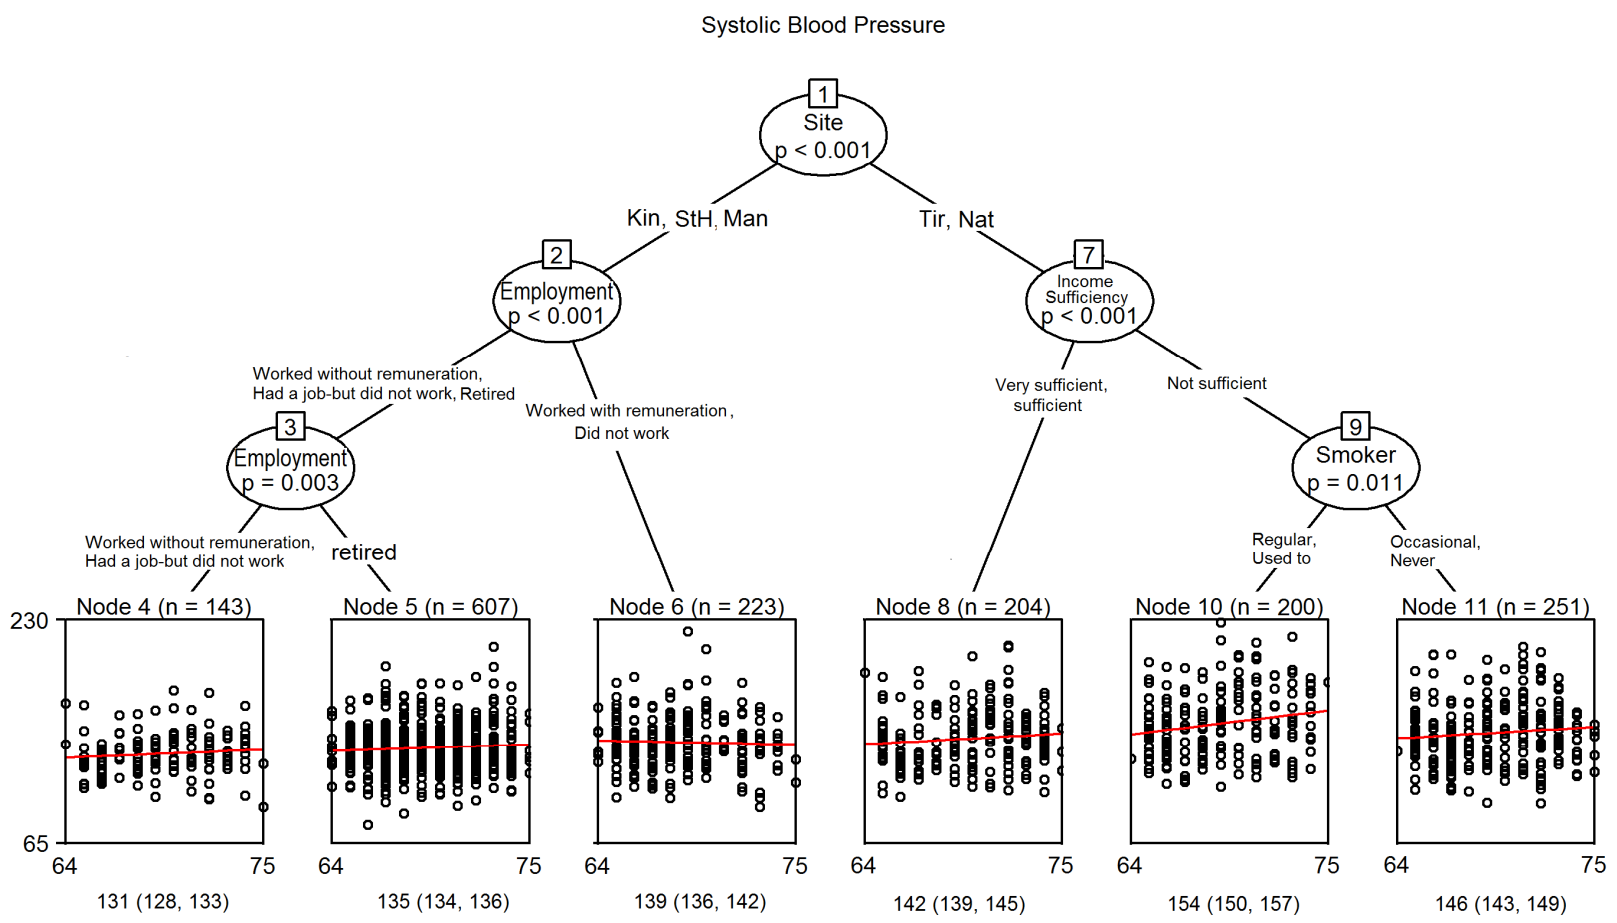 Systolic Blood Pressure
1
Site
p < 0.001
Kin, StH, Man
Tir, Nat
2
Employment
p < 0.001
7
Income
Sufficiency
p < 0.001
Worked without remuneration,
Had a job-but did not work, Retired
Worked with remuneration,
Did not work
Very sufficient,
sufficient
Not sufficient
3
Employment
p = 0.003
9
Smoker
p = 0.011
Worked without remuneration,
Had a job-but did not work
retired
Regular,
Used to
Occasional,
Never
Node 4 (n = 143)
Node 5 (n = 607)
Node 6 (n = 223)
Node 8 (n = 204)
Node 10 (n = 200)
Node 11 (n = 251)
230
65
64 75
64 75
64 75
64 75
64 75
64 75
131 (128, 133)
135 (134, 136)
139 (136, 142)
142 (139, 145)
154 (150, 157)
146 (143, 149)